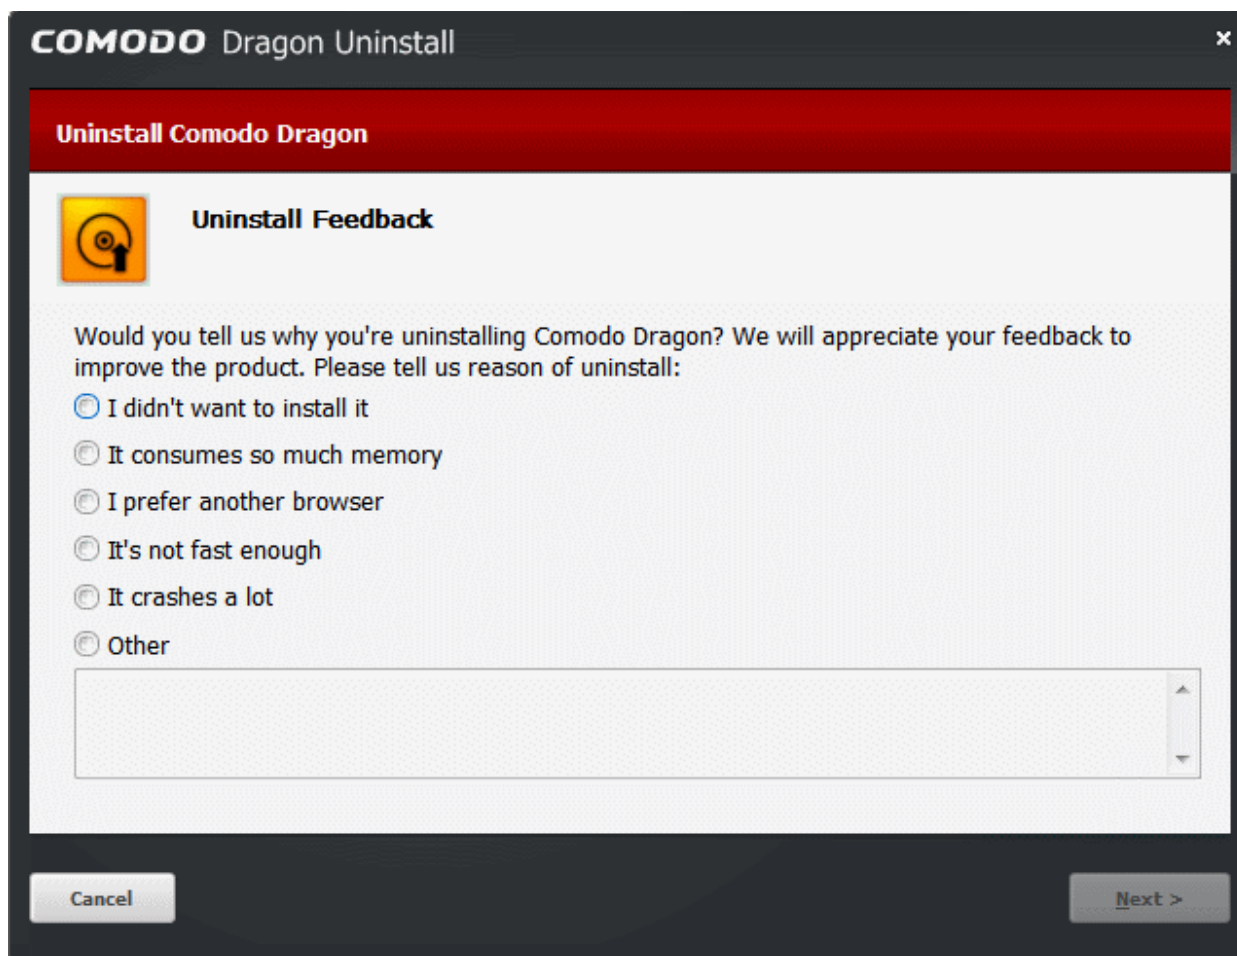 COMODO Dragon Uninstall
Uninstall Comodo Dragon
Uninstall Feedback
Would you tell us why you're uninstalling Comodo Dragon? We will appreciate your feedback to
improve the product. Please tell us reason of uninstall:
I didn't want to install it
It consumes so much memory
I prefer another browser
It's not fast enough
It crashes a lot
Other
Cancel
Next >